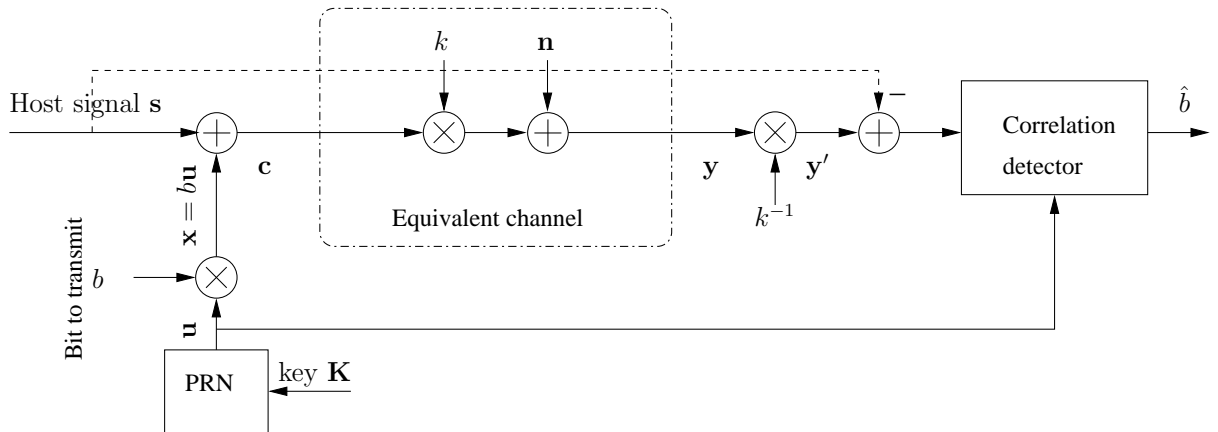 k
n
Host signal s
−
Correlation
detector
b̂
c
y
y′
x = bu
Equivalent channel
k⁻¹
Bit to transmit
b
u
PRN
key K